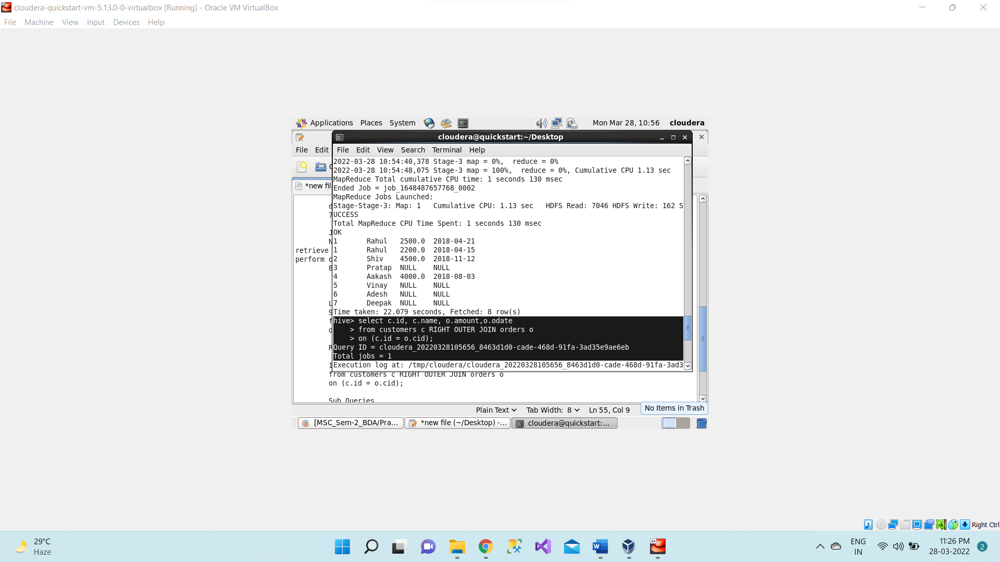 cloudera-quickstart-vm-5.13.0-0-virtualbox [Running] - Oracle VM VirtualBox
File Machine View Input Devices Help
Applications Places System Mon Mar 28, 10:56 cloudera
cloudera@quickstart:~/Desktop
File Edit
File Edit View Search Terminal Help
*new fil
2022-03-28 10:54:40,378 Stage-3 map = 0%,  reduce = 0%
2022-03-28 10:54:48,075 Stage-3 map = 100%,  reduce = 0%, Cumulative CPU 1.13 sec
MapReduce Total cumulative CPU time: 1 seconds 130 msec
Ended Job = job_1648487657768_0002
MapReduce Jobs Launched:
Stage-Stage-3: Map: 1   Cumulative CPU: 1.13 sec   HDFS Read: 7046 HDFS Write: 162 S
UCCESS
Total MapReduce CPU Time Spent: 1 seconds 130 msec
OK
1 Rahul 2500.0 2018-04-21
1 Rahul 2200.0 2018-04-15
2 Shiv 4500.0 2018-11-12
3 Pratap NULL NULL
4 Aakash 4000.0 2018-08-03
5 Vinay NULL NULL
6 Adesh NULL NULL
7 Deepak NULL NULL
Time taken: 22.079 seconds, Fetched: 8 row(s)
hive> select c.id, c.name, o.amount,o.odate
    > from customers c RIGHT OUTER JOIN orders o
    > on (c.id = o.cid);
Query ID = cloudera_20220328105656_8463d1d0-cade-468d-91fa-3ad35e9ae6eb
Total jobs = 1
Execution log at: /tmp/cloudera/cloudera_20220328105656_8463d1d0-cade-468d-91fa-3ad3
retrieve
perform
from customers c RIGHT OUTER JOIN orders o
on (c.id = o.cid);
Sub Queries
Plain Text Tab Width: 8 Ln 55, Col 9
No Items in Trash
[MSC_Sem-2_BDA/Pra... *new file (~/Desktop) -... cloudera@quickstart:...
Right Ctrl
29°C
Haze
ENG
IN
11:26 PM
28-03-2022
2